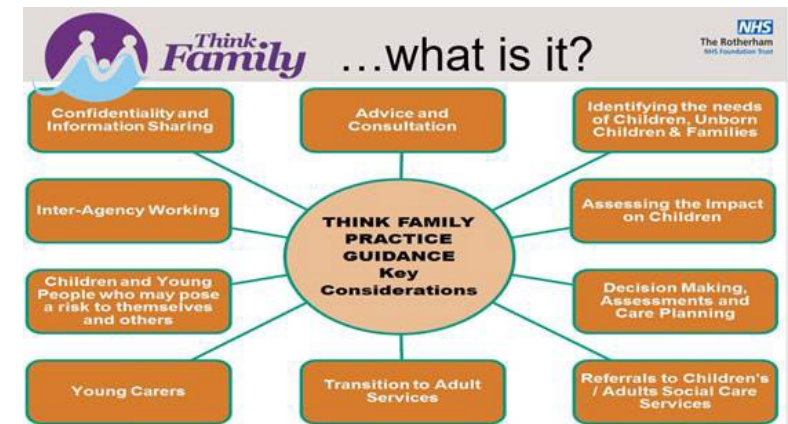 Think
Family
...what is it?
NHS
The Rotherham
NHS Foundation Trust
Confidentiality and
Information Sharing
Advice and
Consultation
Identifying the needs
of Children, Unborn
Children & Families
Inter-Agency Working
THINK FAMILY
PRACTICE
GUIDANCE
Key
Considerations
Assessing the Impact
on Children
Children and Young
People who may pose
a risk to themselves
and others
Decision Making,
Assessments and
Care Planning
Young Carers
Transition to Adult
Services
Referrals to Children's
/ Adults Social Care
Services